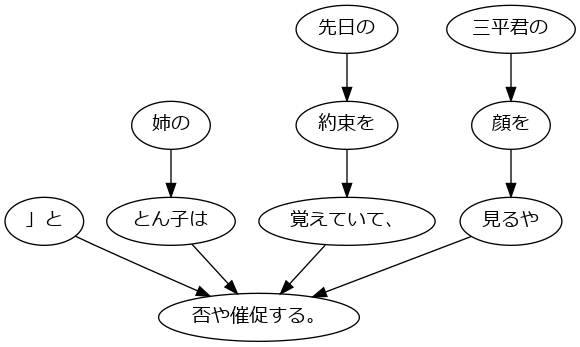 先日の
三平君の
姉の
約束を
顔を
」と
とん子は
覚えていて、
見るや
否や催促する。